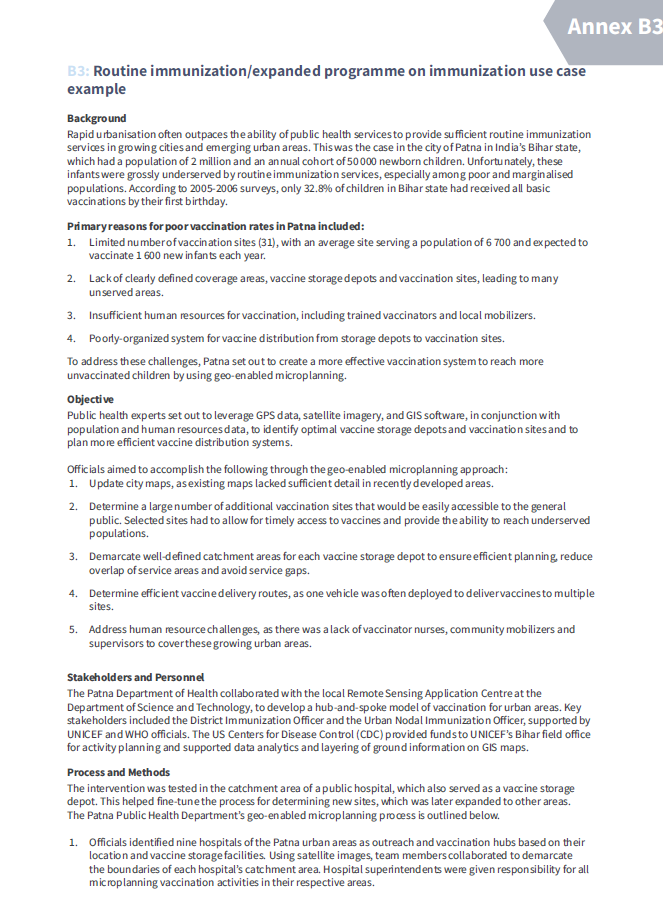 Annex B3
B3: Routine immunization/expanded programme on immunization use case
example
Background
Rapid urbanisation often outpaces the ability of public health services to provide sufficient routine immunization
services in growing cities and emerging urban areas. This was the case in the city of Patna in India's Bihar state,
which had a population of 2 million and an annual cohort of 50 000 newborn children. Unfortunately, these
infants were grossly underserved by routine immunization services, especially among poor and marginalised
populations. According to 2005-2006 surveys, only 32.8% of children in Bihar state had received all basic
vaccinations by their first birthday.
Primary reasons for poor vaccination rates in Patna included:
1. Limited number of vaccination sites (31), with an average site serving a population of 6 700 and expected to
vaccinate 1 600 new infants each year.
2. Lack of clearly defined coverage areas, vaccine storage depots and vaccination sites, leading to many
unserved areas.
3. Insufficient human resources for vaccination, including trained vaccinators and local mobilizers.
4. Poorly-organized system for vaccine distribution from storage depots to vaccination sites.
To address these challenges, Patna set out to create a more effective vaccination system to reach more
unvaccinated children by using geo-enabled microplanning.
Objective
Public health experts set out to leverage GPS data, satellite imagery, and GIS software, in conjunction with
population and human resources data, to identify optimal vaccine storage depots and vaccination sites and to
plan more efficient vaccine distribution systems.
Officials aimed to accomplish the following through the geo-enabled microplanning approach:
1. Update city maps, as existing maps lacked sufficient detail in recently developed areas.
2. Determine a large number of additional vaccination sites that would be easily accessible to the general
public. Selected sites had to allow for timely access to vaccines and provide the ability to reach underserved
populations.
3. Demarcate well-defined catchment areas for each vaccine storage depot to ensure efficient planning, reduce
overlap of service areas and avoid service gaps.
4. Determine efficient vaccine delivery routes, as one vehicle was often deployed to deliver vaccines to multiple
sites.
5. Address human resource challenges, as there was a lack of vaccinator nurses, community mobilizers and
supervisors to cover these growing urban areas.
Stakeholders and Personnel
The Patna Department of Health collaborated with the local Remote Sensing Application Centre at the
Department of Science and Technology, to develop a hub-and-spoke model of vaccination for urban areas. Key
stakeholders included the District Immunization Officer and the Urban Nodal Immunization Officer, supported by
UNICEF and WHO officials. The US Centers for Disease Control (CDC) provided funds to UNICEF's Bihar field office
for activity planning and supported data analytics and layering of ground information on GIS maps.
Process and Methods
The intervention was tested in the catchment area of a public hospital, which also served as a vaccine storage
depot. This helped fine-tune the process for determining new sites, which was later expanded to other areas.
The Patna Public Health Department's geo-enabled microplanning process is outlined below.
1. Officials identified nine hospitals of the Patna urban areas as outreach and vaccination hubs based on their
location and vaccine storage facilities. Using satellite images, team members collaborated to demarcate
the boundaries of each hospital's catchment area. Hospital superintendents were given responsibility for all
microplanning vaccination activities in their respective areas.